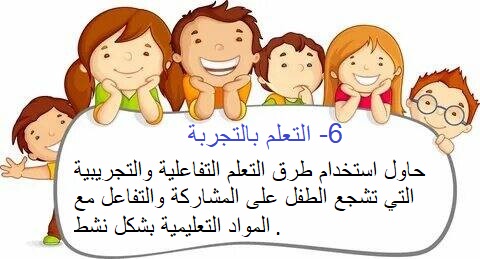 6- التعلم بالتجربة
حاول استخدام طرق التعلم التفاعلية والتجريبية
التي تشجع الطفل على المشاركة والتفاعل مع
المواد التعليمية بشكل نشط .